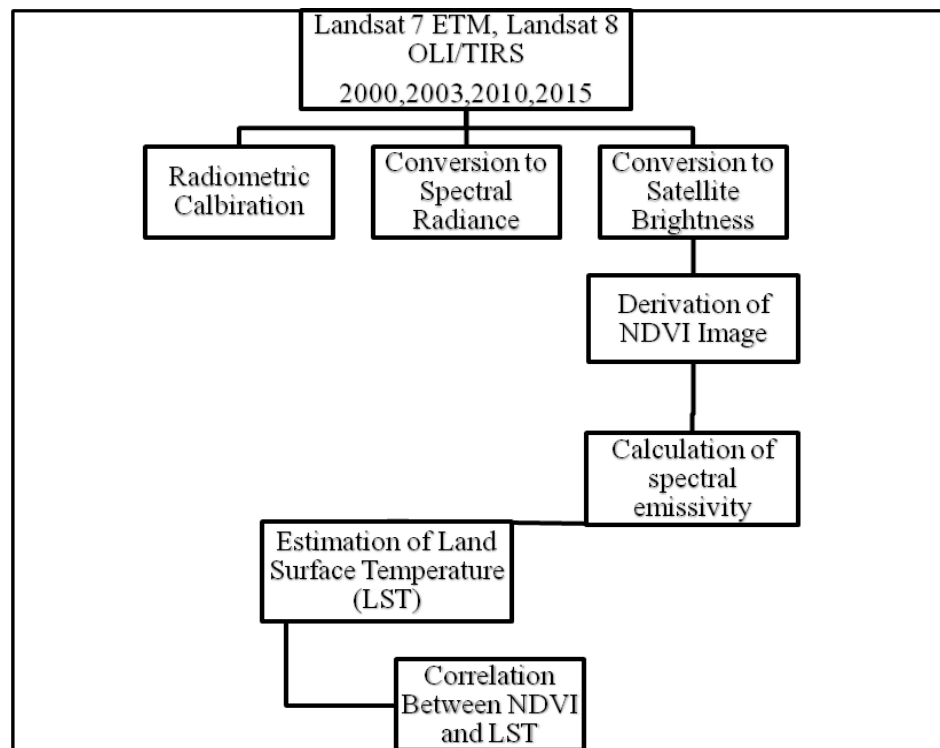 Landsat 7 ETM, Landsat 8
OLI/TIRS
2000,2003,2010,2015
Radiometric
Calbiration
Conversion to
Spectral
Radiance
Conversion to
Satellite
Brightness
Derivation of
NDVI Image
Calculation of
spectral
emissivity
Estimation of Land
Surface Temperature
(LST)
Correlation
Between NDVI
and LST